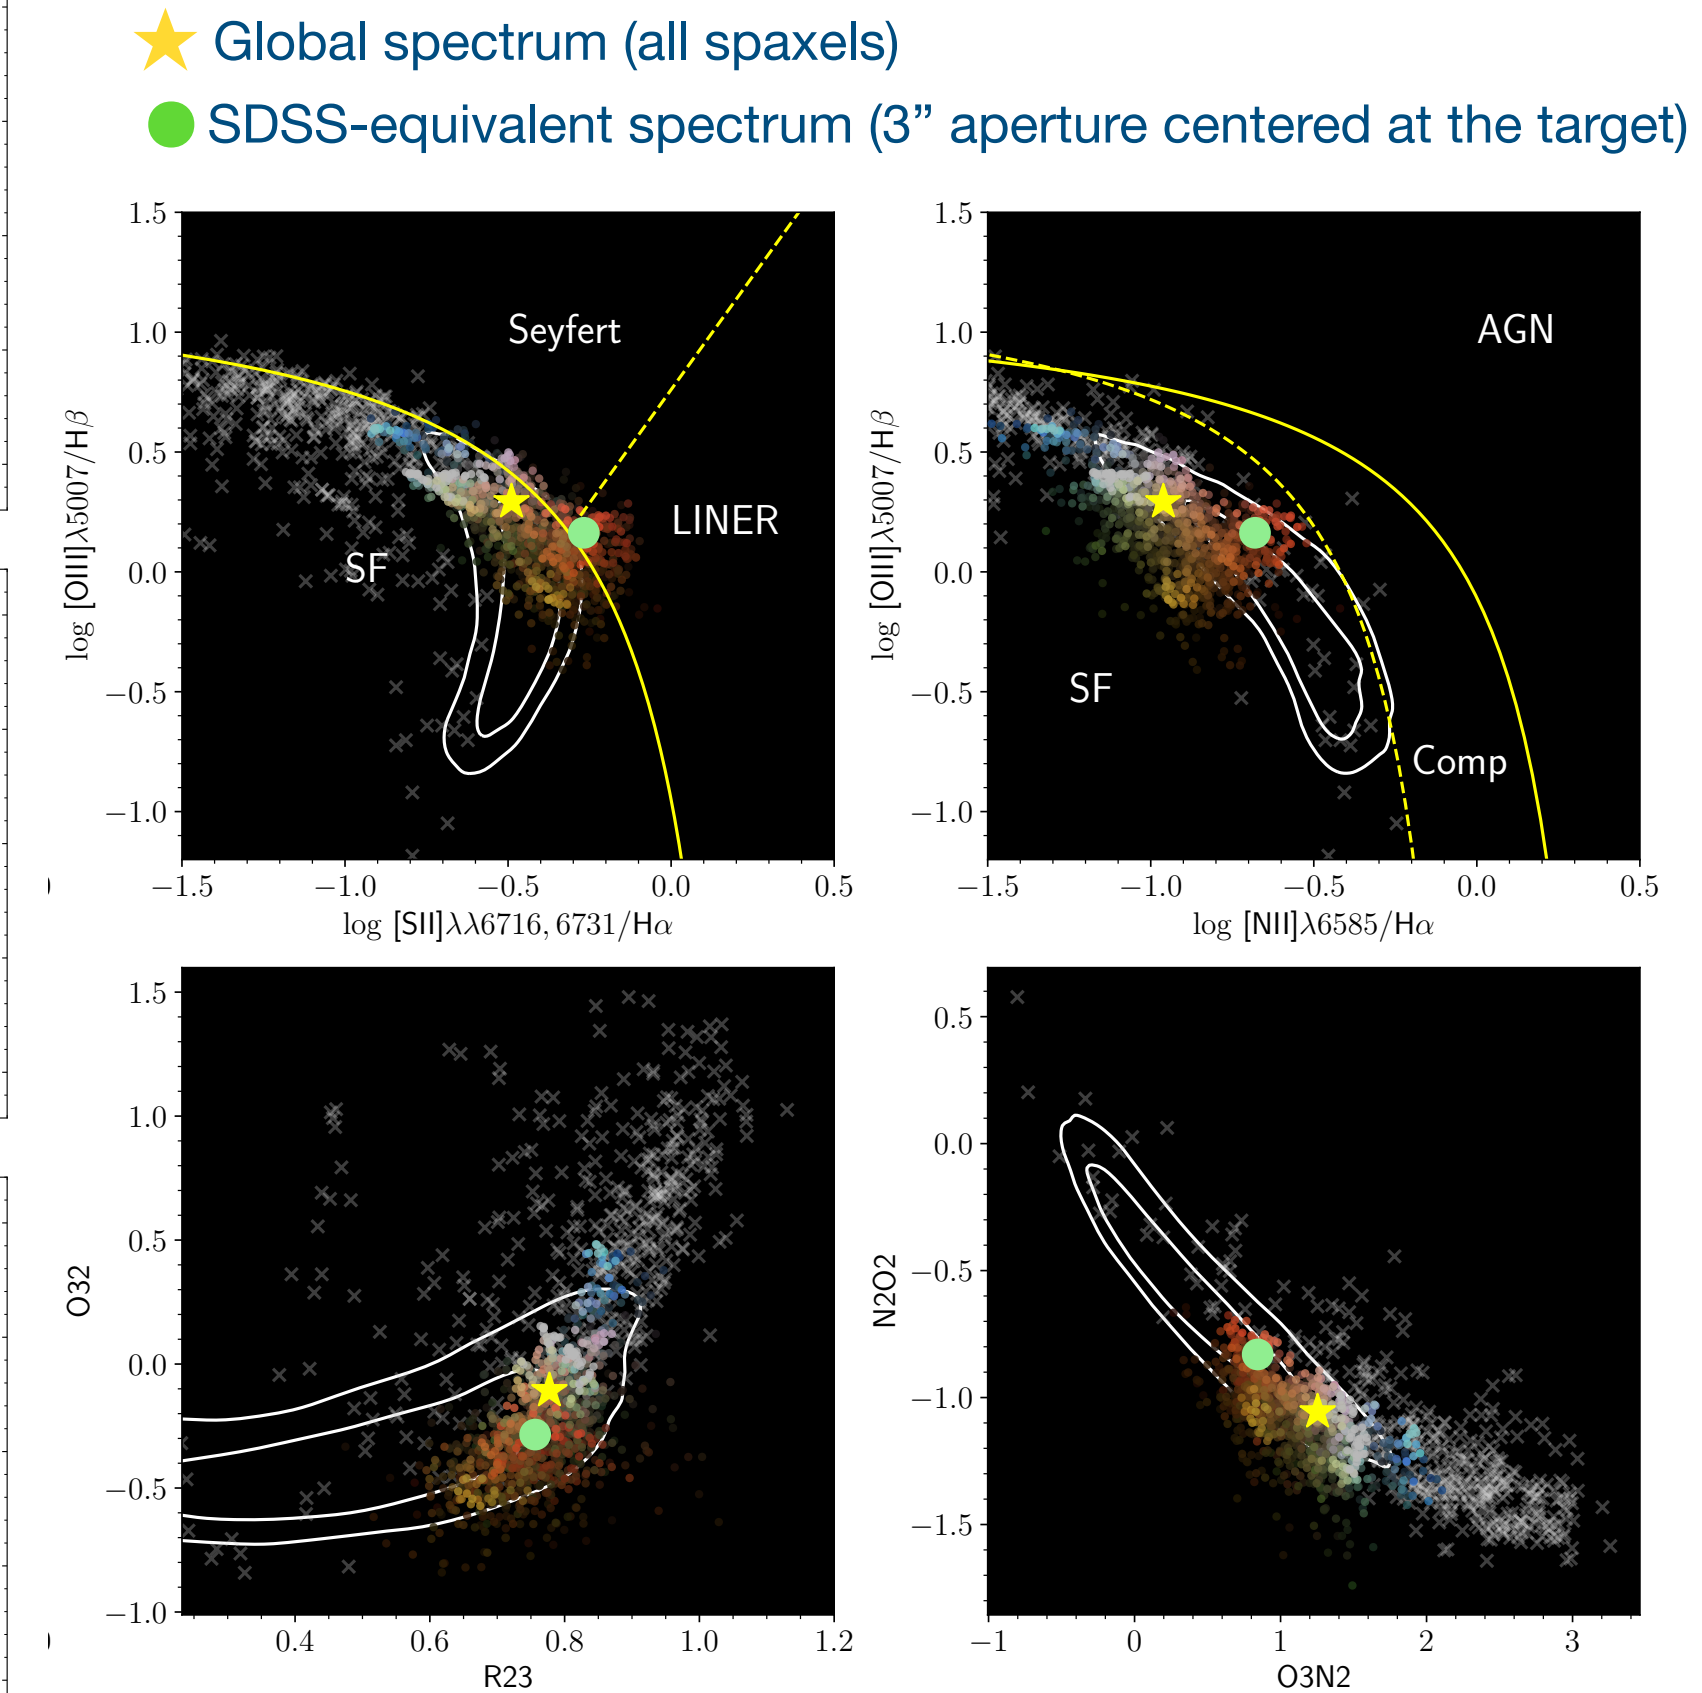 Global spectrum (all spaxels)
SDSS-equivalent spectrum (3” aperture centered at the target)
1.5
1.0
0.5
0.0
−0.5
−1.0
log [OIII]λ5007/Hβ
Seyfert
LINER
SF
−1.5
−1.0
−0.5
0.0
0.5
log [SII]λλ6716, 6731/Hα
1.5
1.0
0.5
0.0
−0.5
−1.0
log [OIII]λ5007/Hβ
AGN
SF
Comp
−1.5
−1.0
−0.5
0.0
0.5
log [NII]λ6585/Hα
1.5
1.0
0.5
0.0
−0.5
−1.0
O32
0.4
0.6
0.8
1.0
1.2
R23
0.5
0.0
−0.5
−1.0
−1.5
N2O2
−1
0
1
2
3
O3N2